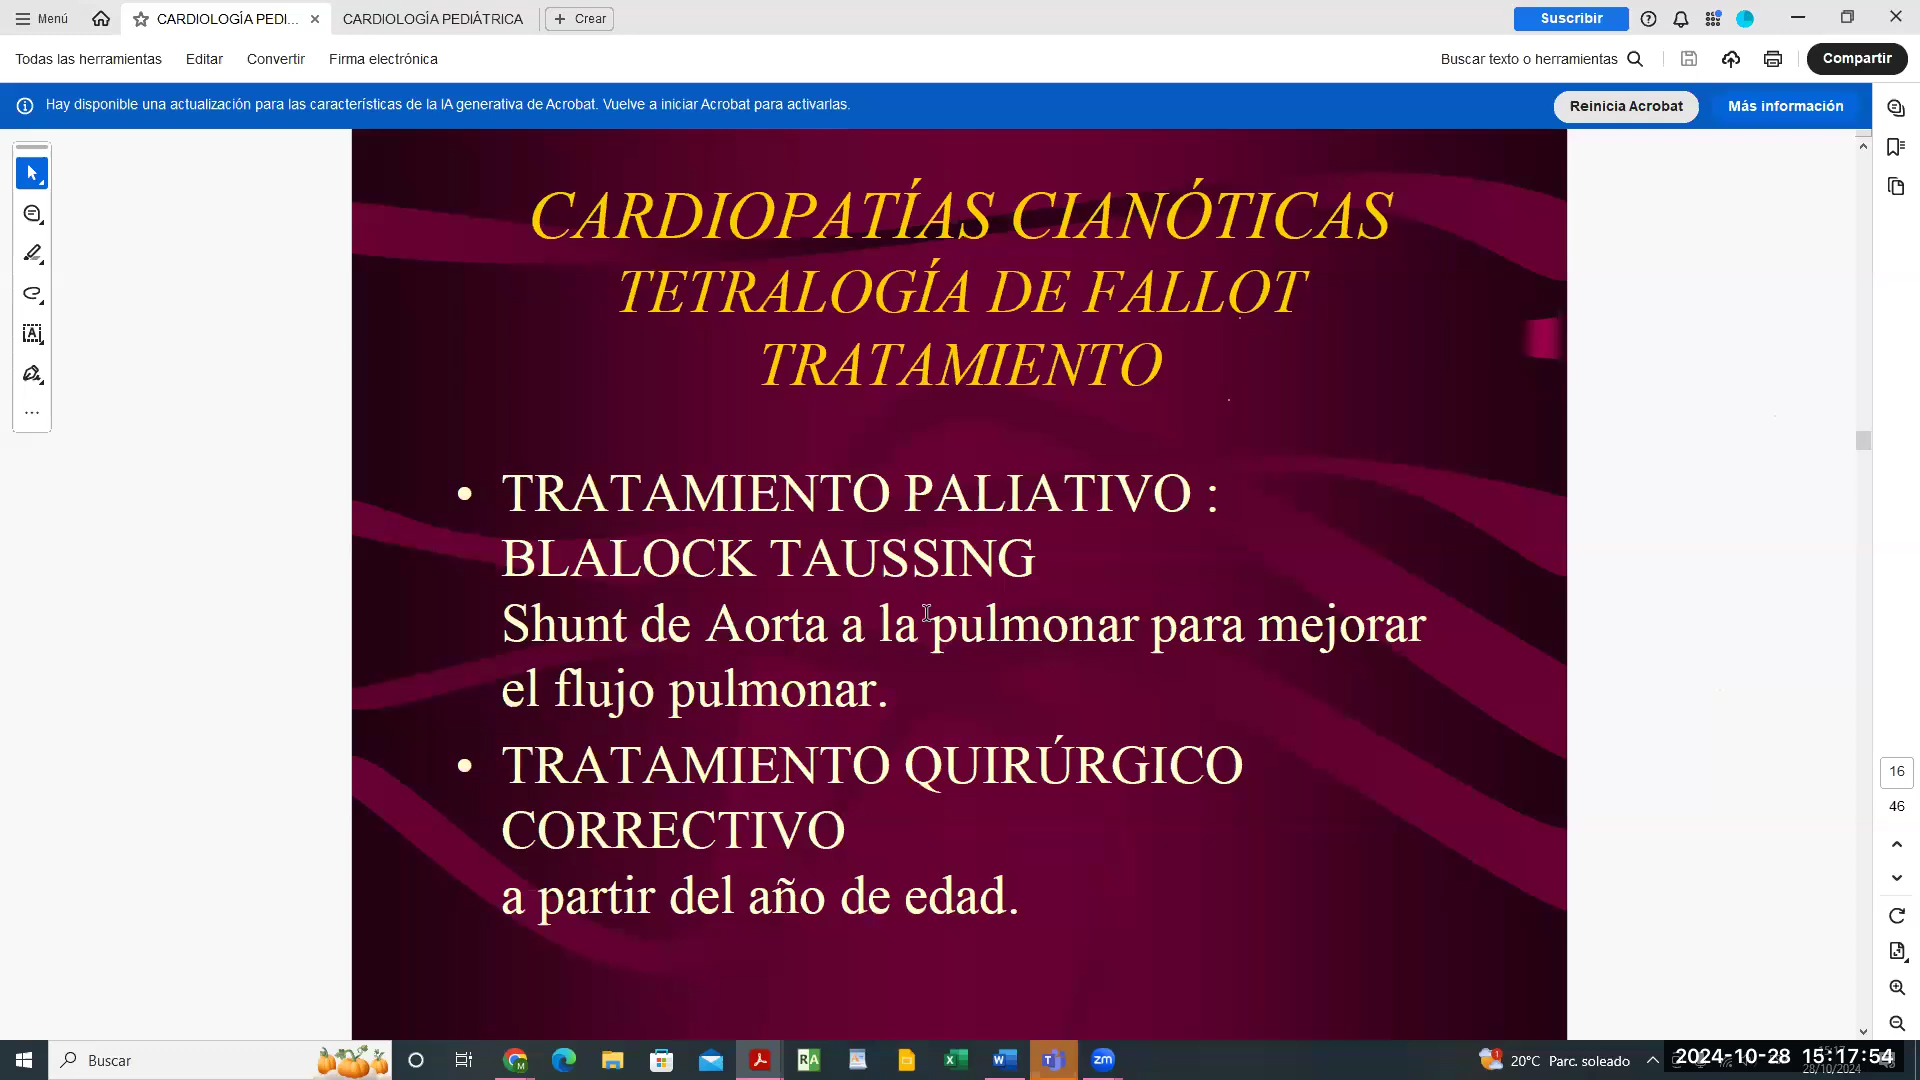 Menú
CARDIOLOGÍA PEDI...
CARDIOLOGÍA PEDIÁTRICA
Crear
Suscribir
Todas las herramientas
Editar
Convertir
Firma electrónica
Buscar texto o herramientas
Compartir
Hay disponible una actualización para las características de la IA generativa de Acrobat. Vuelve a iniciar Acrobat para activarlas.
Reinicia Acrobat
Más información
CARDIOPATÍAS CIANÓTICAS
TETRALOGÍA DE FALLOT
TRATAMIENTO
• TRATAMIENTO PALIATIVO :
BLALOCK TAUSSING
Shunt de Aorta a la pulmonar para mejorar
el flujo pulmonar.
• TRATAMIENTO QUIRÚRGICO
CORRECTIVO
a partir del año de edad.
16
46
Buscar
20°C Parc. soleado
2024-10-28 15:17:54
28/10/2024